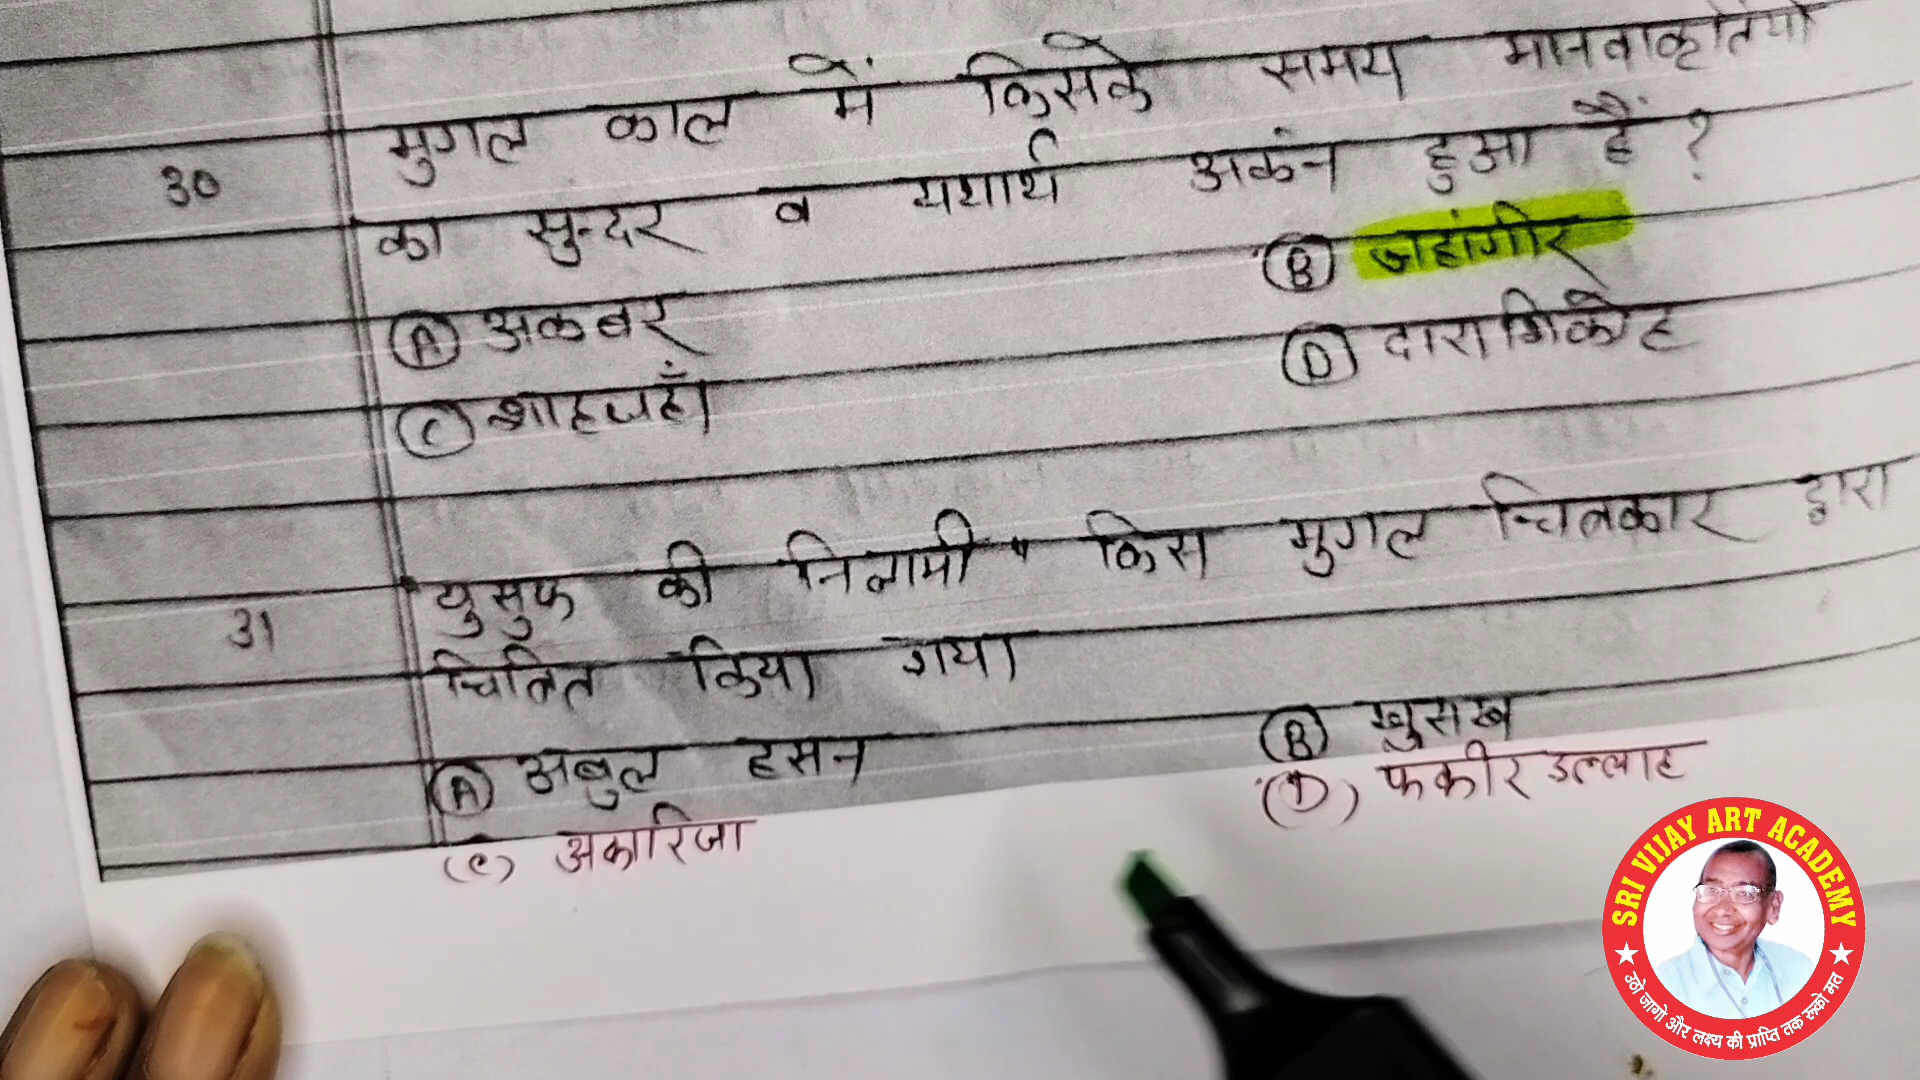 30
मुगल काल में किसके समय मानवाकृतियो
का सुन्दर व यथार्थ अकंन हुआ हैं ?
(A) अकबर (B) जहांगीर
(C) शाहजहाँ (D) दाराशिकोह
31
"युसुफ की निलामी" किस मुगल चित्रकार द्वारा
चित्रित किया गया
(A) अबुल हसन (B) खुसरव
(C) अकारिजा (D) फकीर उल्लाह
SRI VIJAY ART ACADEMY
उठो जागो और लक्ष्य की प्राप्ति तक रूको मत